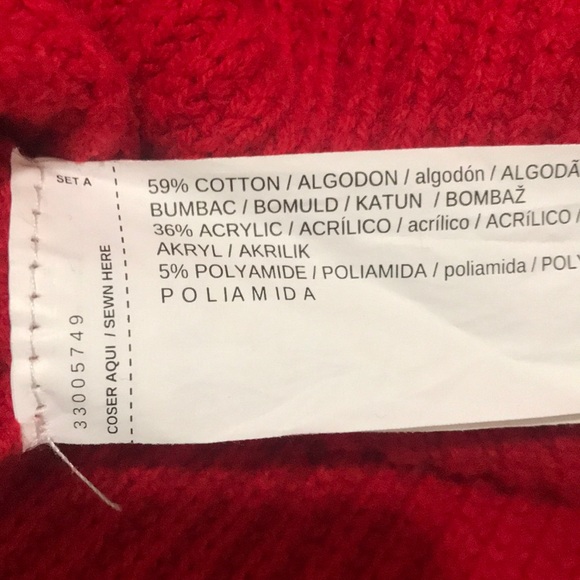 SET A
33005749
COSER AQUI / SEWN HERE
59% COTTON / ALGODON / algodón / ALGODÃ
BUMBAC / BOMULD / KATUN / BOMBAŽ
36% ACRYLIC / ACRÍLICO / acrílico / ACRÍLICO /
AKRYL / AKRILIK
5% POLYAMIDE / POLIAMIDA / poliamida / POLY
POLIAMIDA